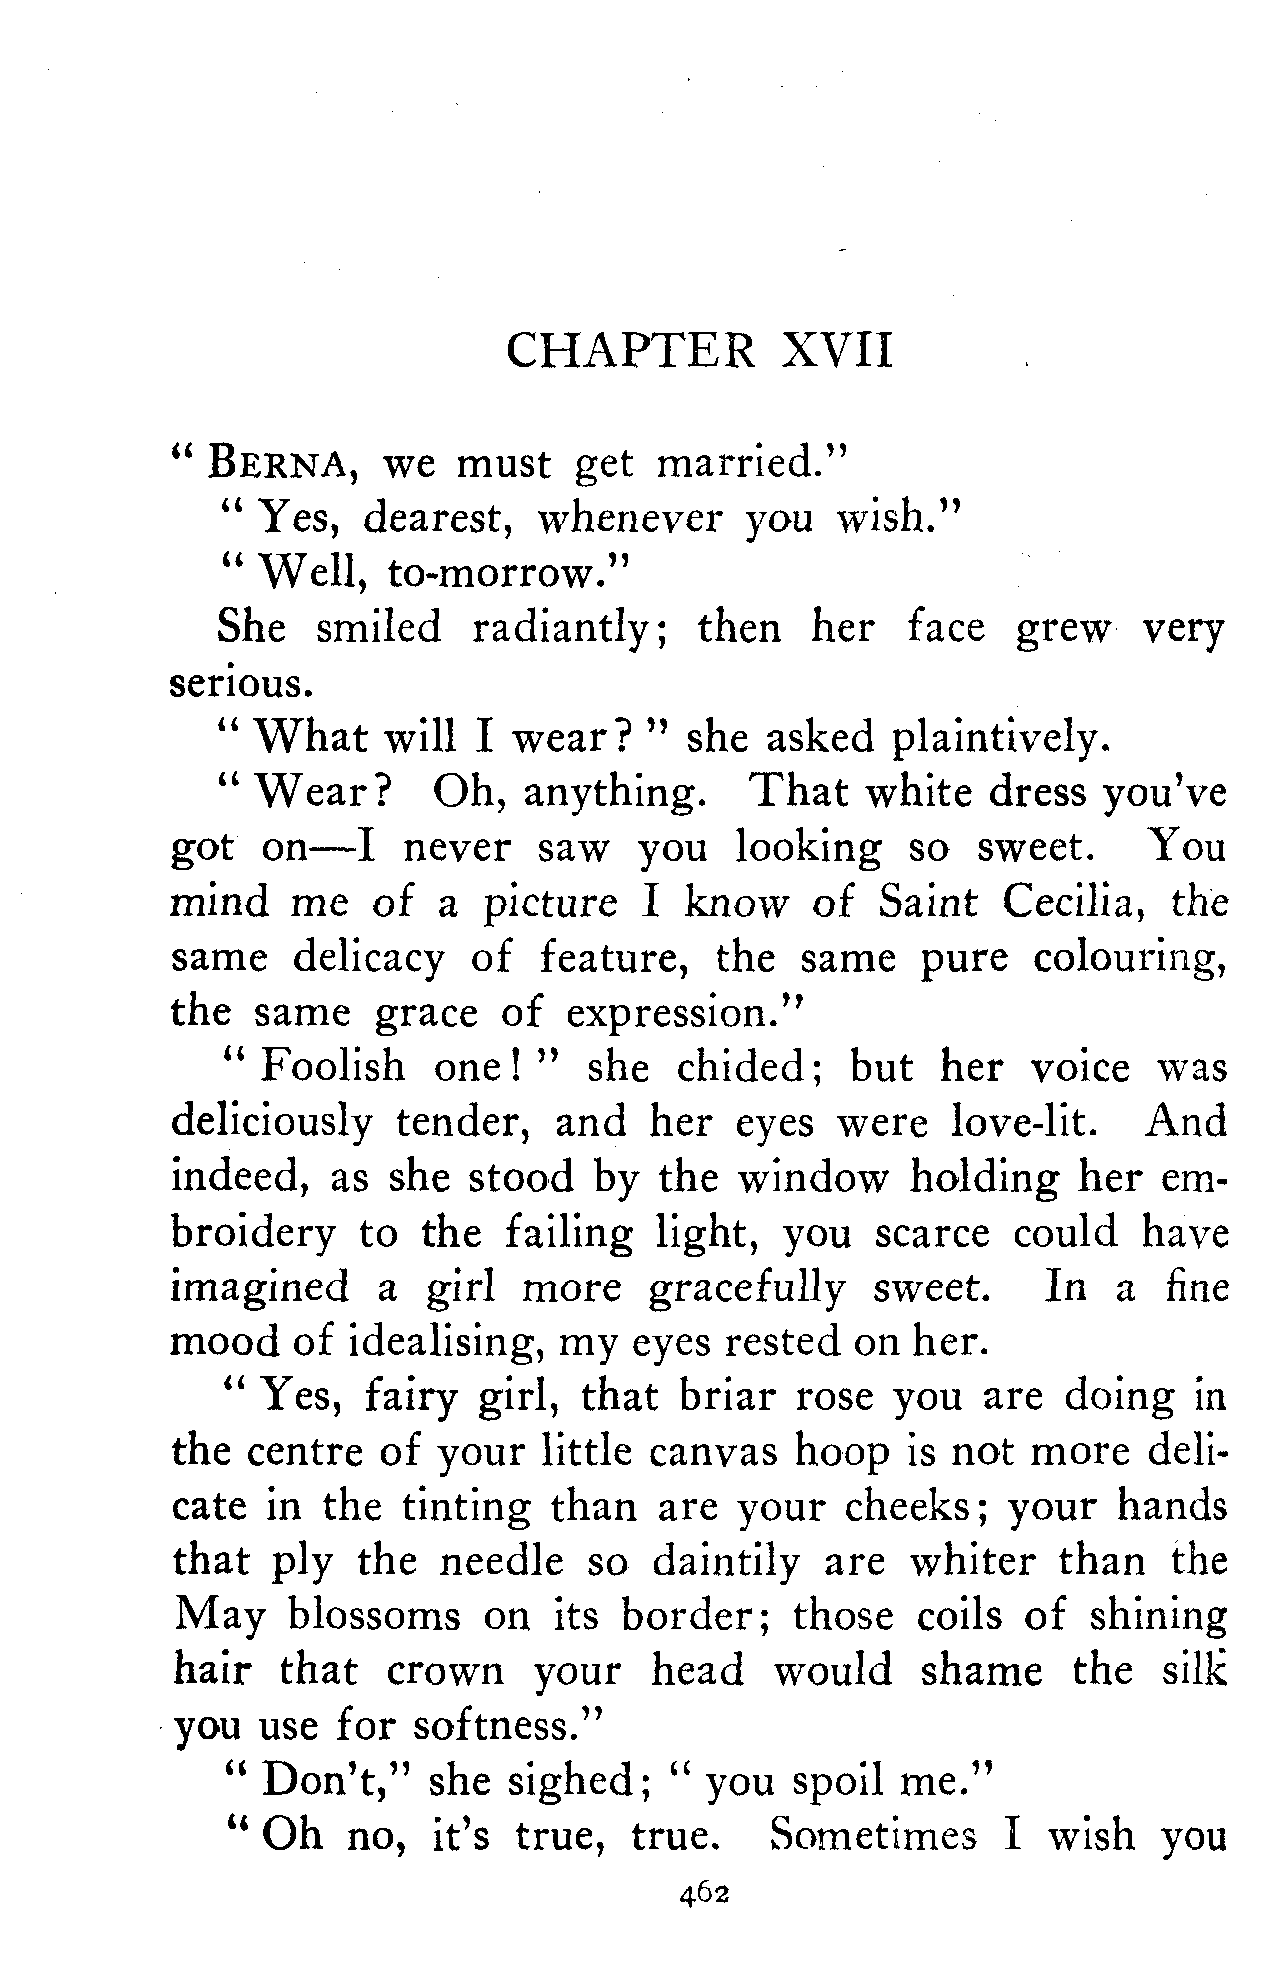 CHAPTER XVII
“ BERNA, we must get married.”
“ Yes, dearest, whenever you wish.”
“ Well, to-morrow.”
She smiled radiantly; then her face grew very
serious.
“ What will I wear? ” she asked plaintively.
“ Wear? Oh, anything. That white dress you've
got on—I never saw you looking so sweet. You
mind me of a picture I know of Saint Cecilia, the
same delicacy of feature, the same pure colouring,
the same grace of expression.”
“ Foolish one! ” she chided; but her voice was
deliciously tender, and her eyes were love-lit. And
indeed, as she stood by the window holding her em-
broidery to the failing light, you scarce could have
imagined a girl more gracefully sweet. In a fine
mood of idealising, my eyes rested on her.
“ Yes, fairy girl, that briar rose you are doing in
the centre of your little canvas hoop is not more deli-
cate in the tinting than are your cheeks; your hands
that ply the needle so daintily are whiter than the
May blossoms on its border; those coils of shining
hair that crown your head would shame the silk
you use for softness.”
“ Don't,” she sighed; “ you spoil me.”
“ Oh no, it's true, true. Sometimes I wish you
462